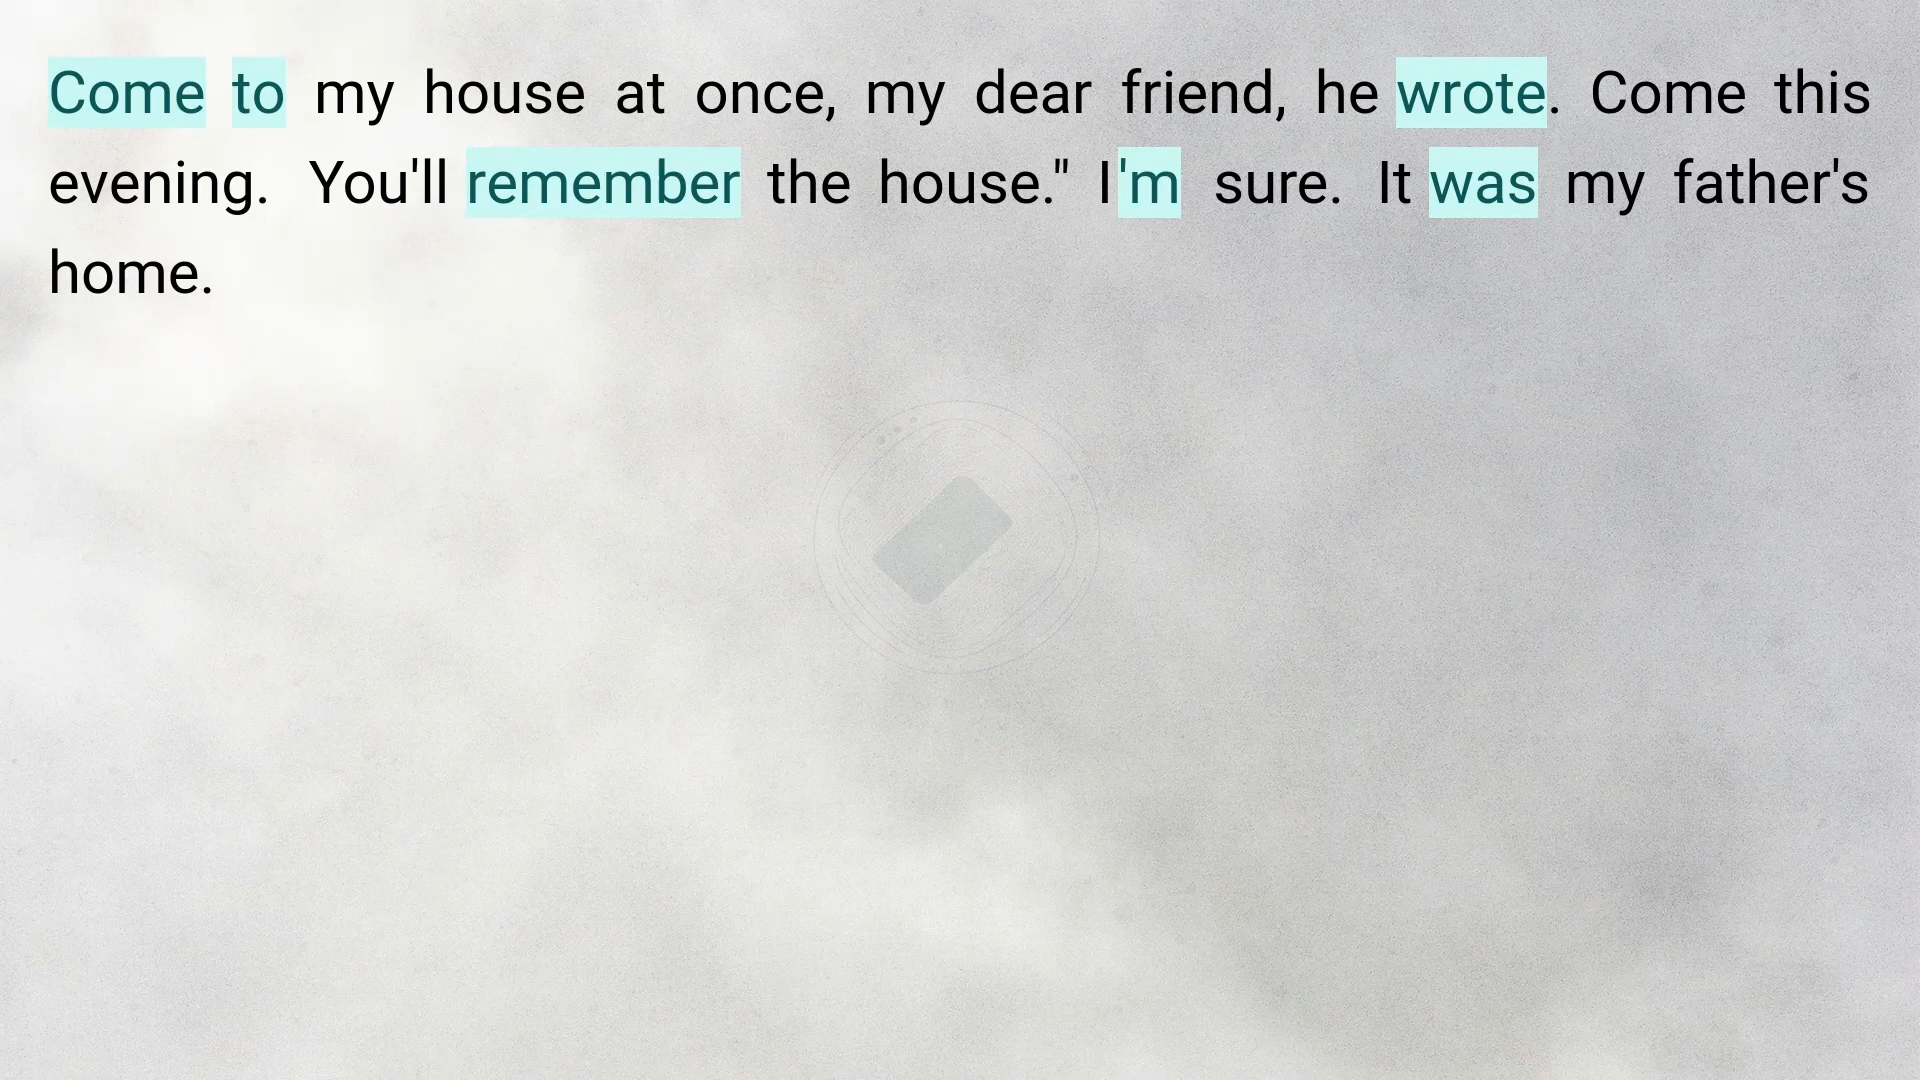 Come to my house at once, my dear friend, he wrote. Come this
evening. You'll remember the house." I'm sure. It was my father's
home.